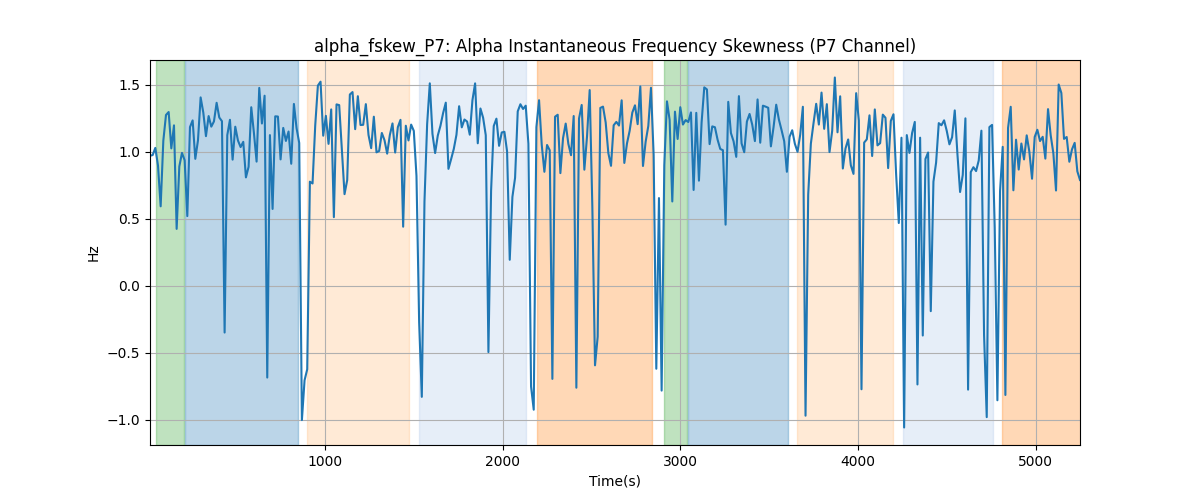 alpha_fskew_P7: Alpha Instantaneous Frequency Skewness (P7 Channel)
1.5
1.0
0.5
0.0
−0.5
−1.0
Hz
1000 2000 3000 4000 5000
Time(s)